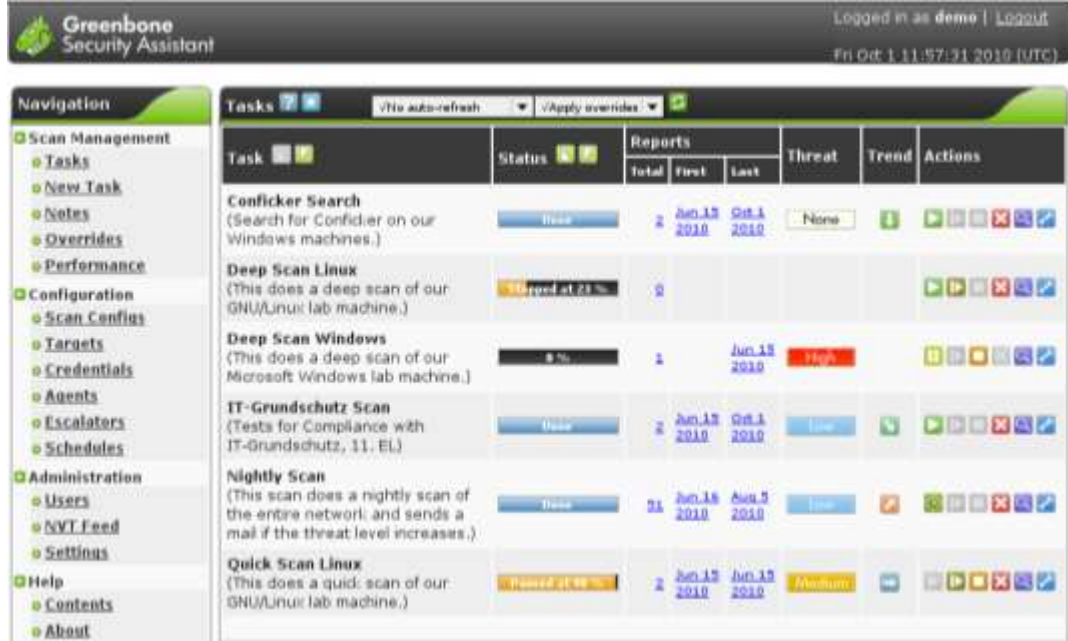 Greenbone
Security Assistant
Logged in as demo | Logout
Fri Oct 1 11:57:31 2010 (UTC)
Navigation
Scan Management
Tasks
New Task
Notes
Overrides
Performance
Configuration
Scan Configs
Targets
Credentials
Agents
Escalators
Schedules
Administration
Users
NVT Feed
Settings
Help
Contents
About
Tasks ? √No auto-refresh √Apply overrides
Task Status Reports Threat Trend Actions
Total First Last
Conficker Search
(Search for Conficker on our
Windows machines.)
Done 2 Jun 15 2010 Oct 1 2010 None
Deep Scan Linux
(This does a deep scan of our
GNU/Linux lab machine.)
Stopped at 23 % 0
Deep Scan Windows
(This does a deep scan of our
Microsoft Windows lab machine.)
% 1 Jun 15 2010 High
IT-Grundschutz Scan
(Tests for Compliance with
IT-Grundschutz, 11. EL)
Done 2 Jun 15 2010 Oct 1 2010 Low
Nightly Scan
(This scan does a nightly scan of
the entire network and sends a
mail if the threat level increases.)
Done 51 Jun 16 2010 Aug 5 2010 Low
Quick Scan Linux
(This does a quick scan of our
GNU/Linux lab machine.)
Paused at % 2 Jun 15 2010 Jun 15 2010 Medium